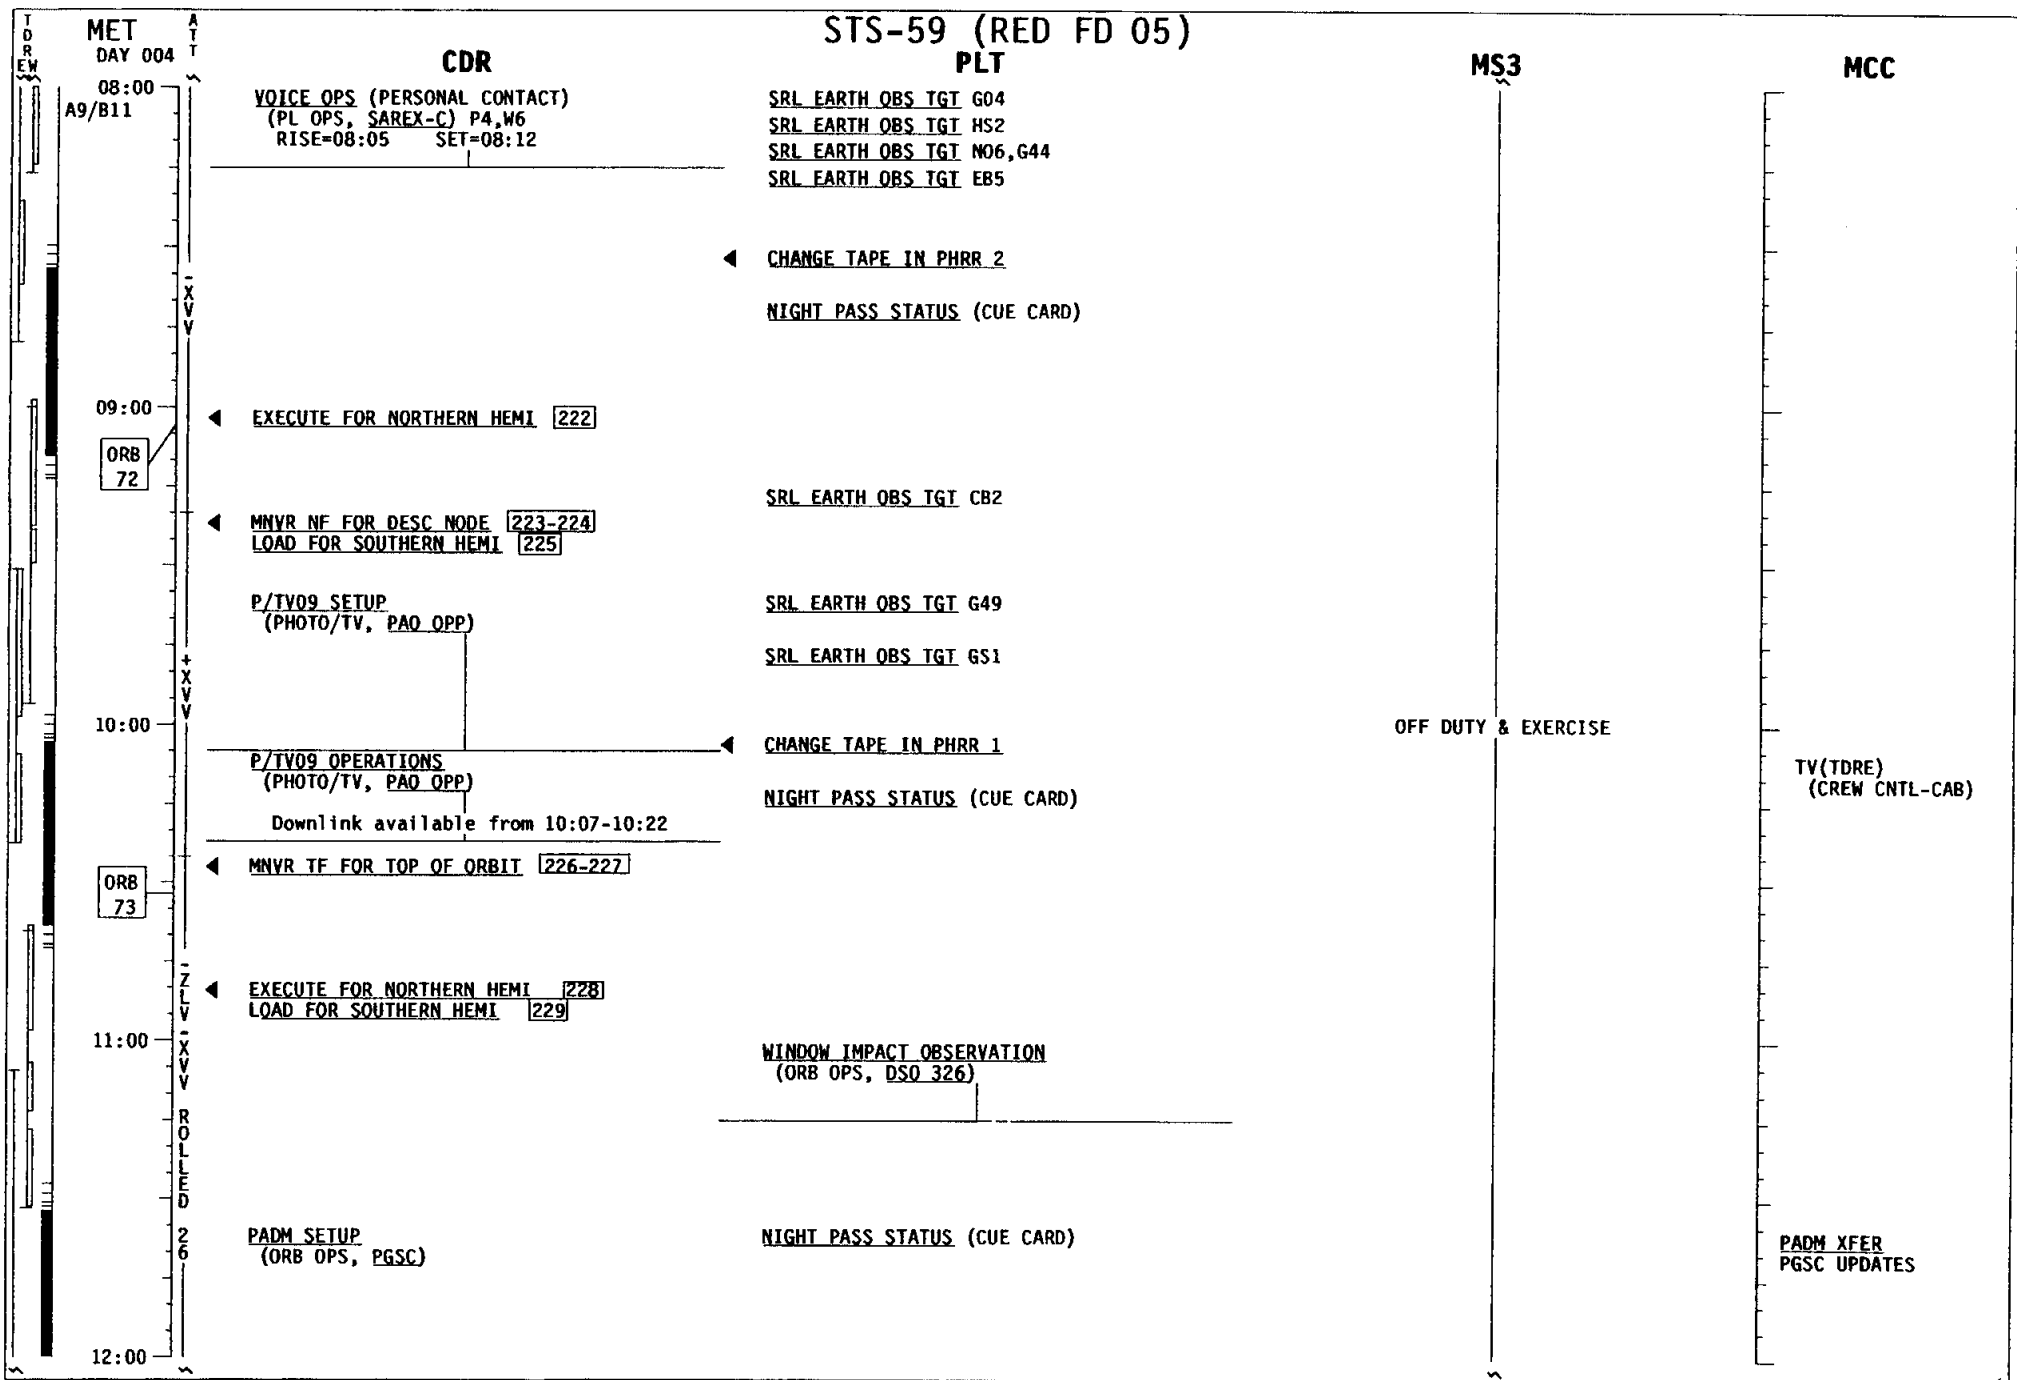 STS-59 (RED FD 05)
TDRE W
MET
DAY 004
ATT
CDR
PLT
MS3
MCC
08:00
A9/B11
VOICE OPS (PERSONAL CONTACT)
(PL OPS, SAREX-C) P4,W6
RISE=08:05 SET=08:12
SRL EARTH OBS TGT G04
SRL EARTH OBS TGT HS2
SRL EARTH OBS TGT NO6,G44
SRL EARTH OBS TGT EB5
CHANGE TAPE IN PHRR 2
-XVV
NIGHT PASS STATUS (CUE CARD)
09:00
EXECUTE FOR NORTHERN HEMI 222
ORB
72
SRL EARTH OBS TGT CB2
MNVR NF FOR DESC NODE 223-224
LOAD FOR SOUTHERN HEMI 225
P/TV09 SETUP
(PHOTO/TV, PAO OPP)
SRL EARTH OBS TGT G49
SRL EARTH OBS TGT GS1
+XVV
10:00
OFF DUTY & EXERCISE
CHANGE TAPE IN PHRR 1
P/TV09 OPERATIONS
(PHOTO/TV, PAO OPP)
TV(TDRE)
(CREW CNTL-CAB)
NIGHT PASS STATUS (CUE CARD)
Downlink available from 10:07-10:22
MNVR TF FOR TOP OF ORBIT 226-227
ORB
73
-ZLV -XVV ROLLED 26
EXECUTE FOR NORTHERN HEMI 228
LOAD FOR SOUTHERN HEMI 229
11:00
WINDOW IMPACT OBSERVATION
(ORB OPS, DSO 326)
PADM SETUP
(ORB OPS, PGSC)
NIGHT PASS STATUS (CUE CARD)
PADM XFER
PGSC UPDATES
12:00